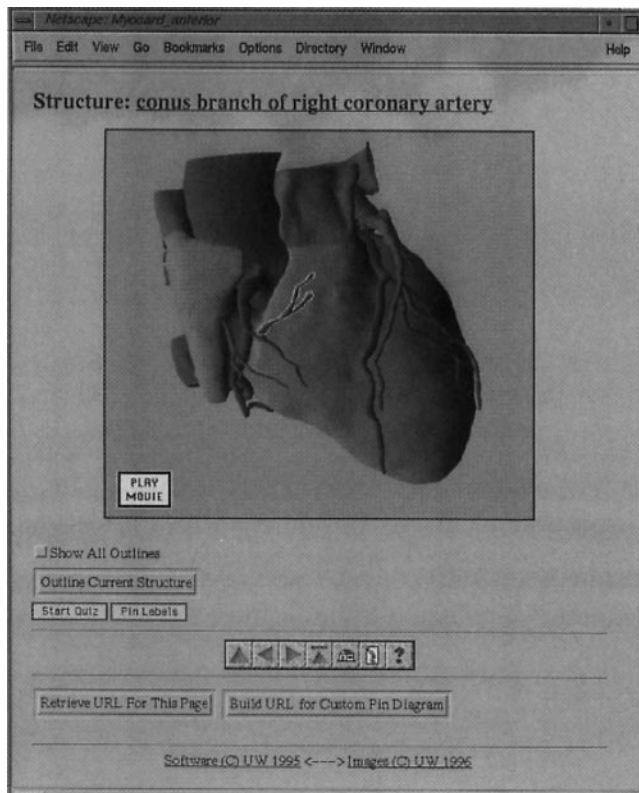 Netscape: Myocard_anterior
File Edit View Go Bookmarks Options Directory Window Help
Structure: conus branch of right coronary artery
PLAY
MOVIE
Show All Outlines
Outline Current Structure
Start Quiz Pin Labels
?
Retrieve URL For This Page Build URL for Custom Pin Diagram
Software (C) UW 1995 <---> Images (C) UW 1996